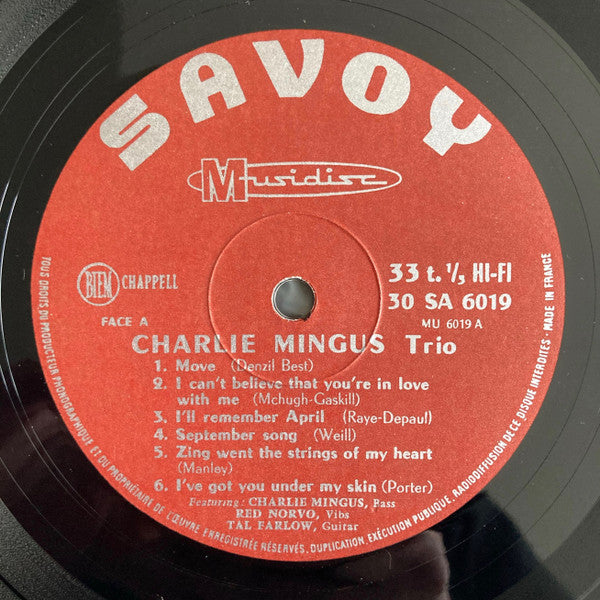 SAVOY
Musidisc
BIEM CHAPPELL
33 t. 1/3 HI-FI
30 SA 6019
MU 6019 A
FACE A
CHARLIE MINGUS Trio
1. Move (Denzil Best)
2. I can't believe that you're in love
with me (Mchugh-Gaskill)
3. I'll remember April (Raye-Depaul)
4. September song (Weill)
5. Zing went the strings of my heart
(Manley)
6. I've got you under my skin (Porter)
Featuring: CHARLIE MINGUS, Bass
RED NORVO, Vibs
TAL FARLOW, Guitar
TOUS DROITS DU PRODUCTEUR PHONOGRAPHIQUE ET DU PROPRIÉTAIRE DE L'ŒUVRE ENREGISTRÉE RÉSERVÉS. DUPLICATION, EXÉCUTION PUBLIQUE, RADIODIFFUSION DE CE DISQUE INTERDITES - MADE IN FRANCE